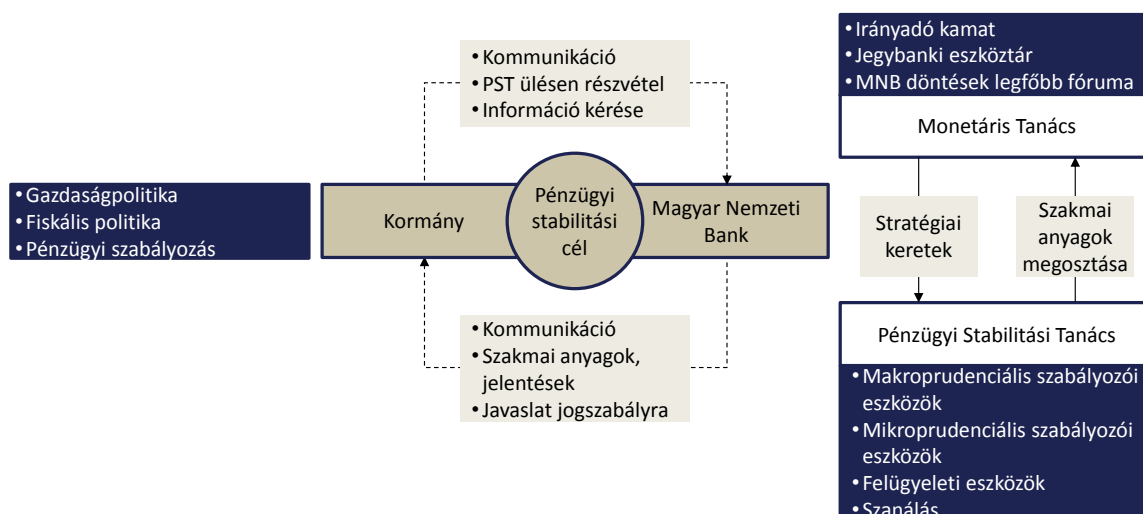 • Gazdaságpolitika
• Fiskális politika
• Pénzügyi szabályozás
• Kommunikáció
• PST ülésen részvétel
• Információ kérése
Kormány
Pénzügyi
stabilitási
cél
Magyar Nemzeti
Bank
• Kommunikáció
• Szakmai anyagok,
jelentések
• Javaslat jogszabályra
• Irányadó kamat
• Jegybanki eszköztár
• MNB döntések legfőbb fóruma
Monetáris Tanács
Stratégiai
keretek
Szakmai
anyagok
megosztása
Pénzügyi Stabilitási Tanács
• Makroprudenciális szabályozói
eszközök
• Mikroprudenciális szabályozói
eszközök
• Felügyeleti eszközök
• Szanálás